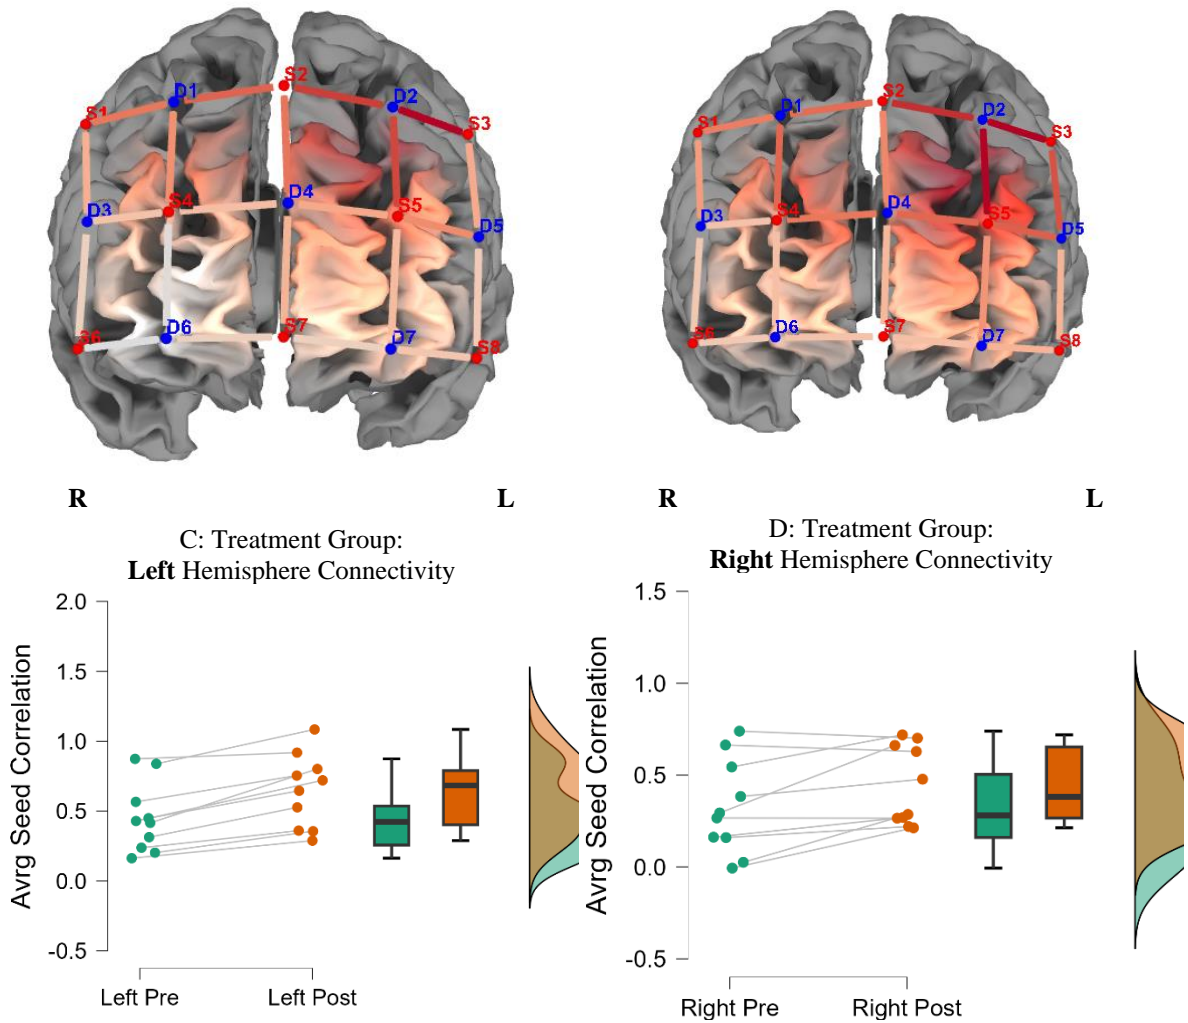 S2
D1
D2
S1
S3
D4
S4
D3
S5
D5
D6
S7
S6
D7
S8
S2
D1
D2
S1
S3
D4
S4
S5
D3
D5
D6
S7
S6
D7
S8
R L
R L
C: Treatment Group:
Left Hemisphere Connectivity
2.0
1.5
1.0
0.5
0.0
-0.5
Avrg Seed Correlation
Left Pre Left Post
D: Treatment Group:
Right Hemisphere Connectivity
1.5
1.0
0.5
0.0
-0.5
Avrg Seed Correlation
Right Pre Right Post